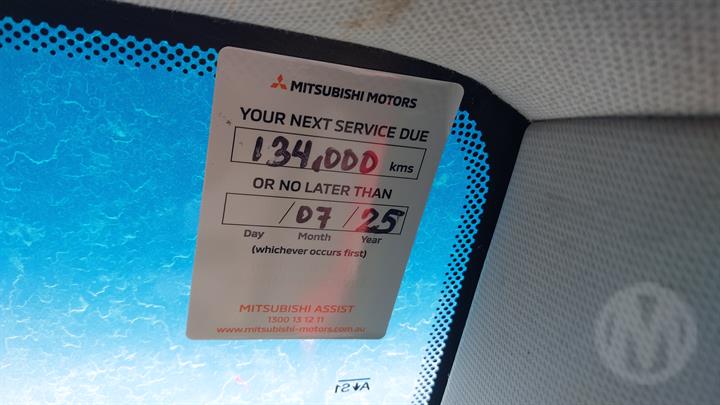 MITSUBISHI MOTORS
YOUR NEXT SERVICE DUE
134,000 kms
OR NO LATER THAN
/ 07 / 25
Day Month Year
(whichever occurs first)
MITSUBISHI ASSIST
1300 13 12 11
www.mitsubishi-motors.com.au
AS1
M